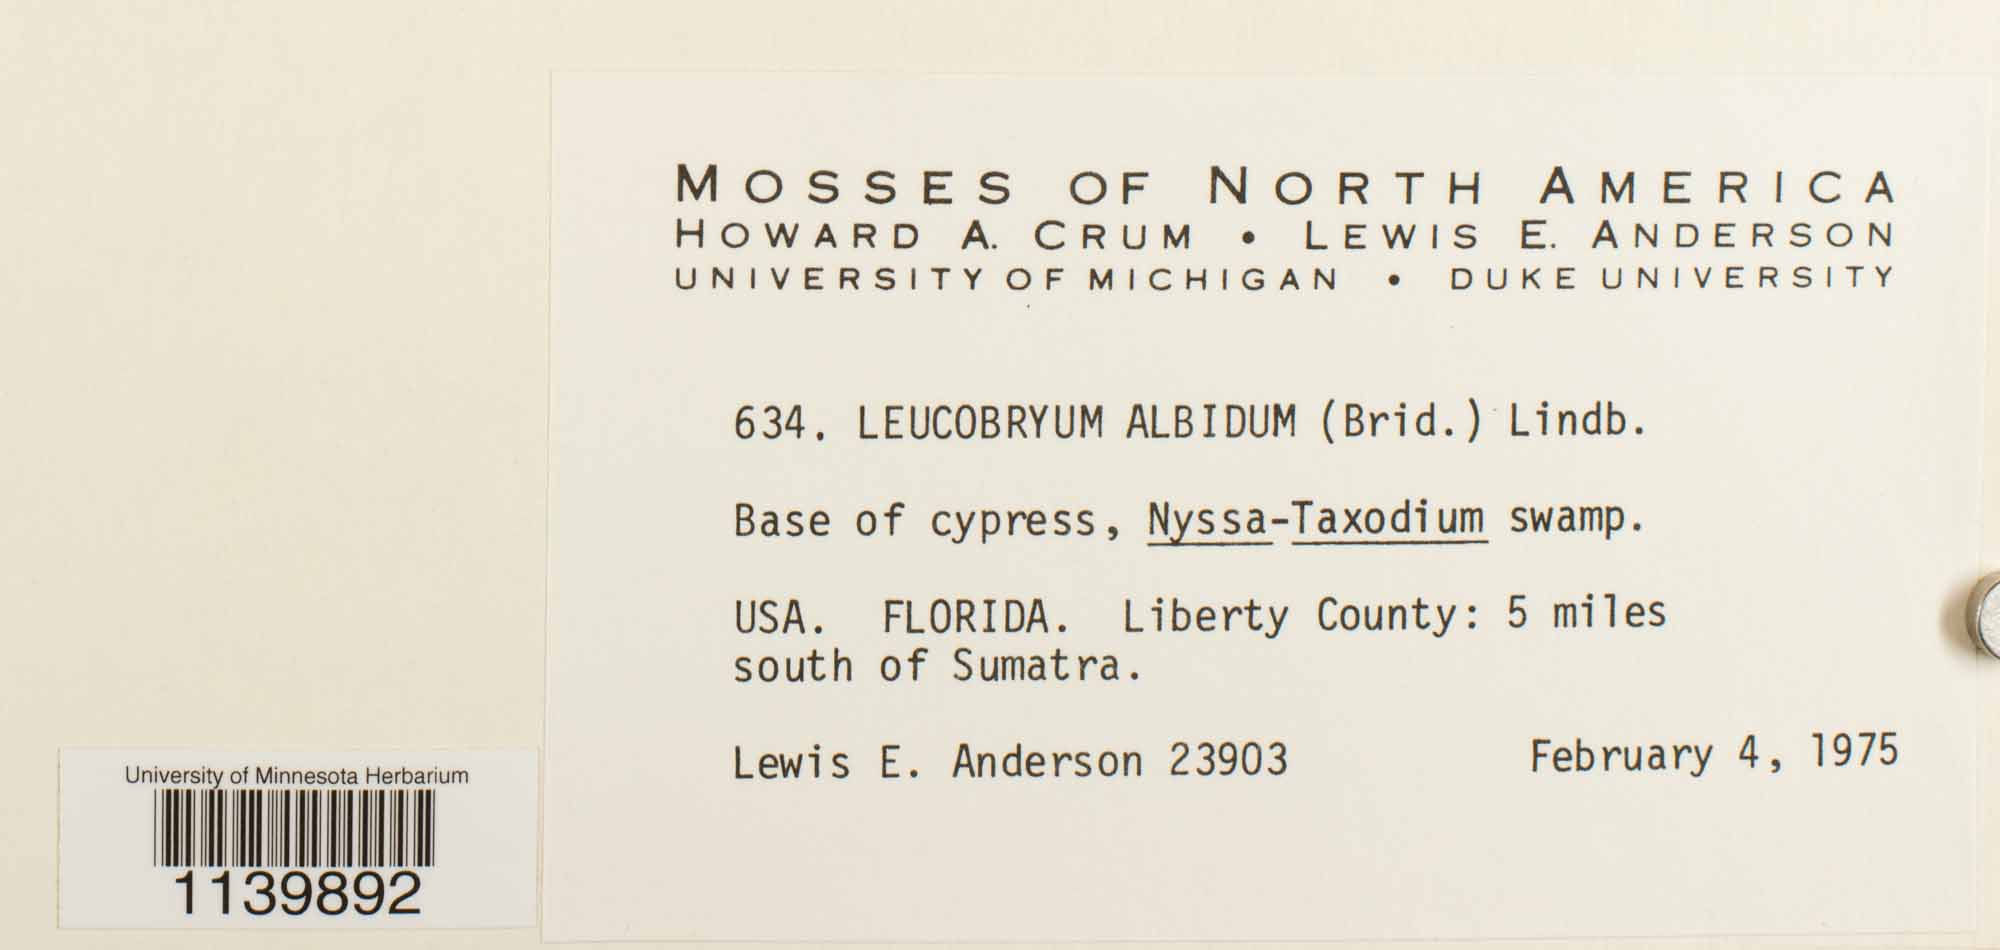 MOSSES OF NORTH AMERICA
HOWARD A. CRUM • LEWIS E. ANDERSON
UNIVERSITY OF MICHIGAN • DUKE UNIVERSITY
634. LEUCOBRYUM ALBIDUM (Brid.) Lindb.
Base of cypress, Nyssa-Taxodium swamp.
USA. FLORIDA. Liberty County: 5 miles
south of Sumatra.
Lewis E. Anderson 23903 February 4, 1975
University of Minnesota Herbarium
1139892